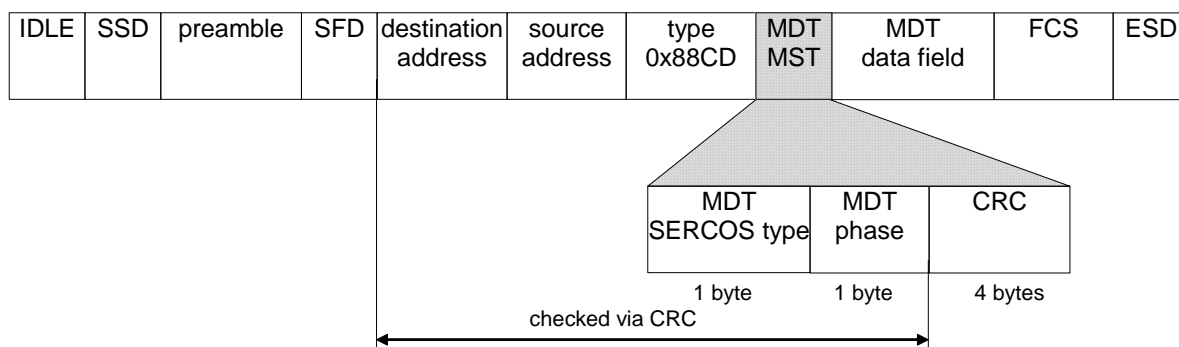 IDLE SSD preamble SFD destination address source address type 0x88CD MDT MST MDT data field FCS ESD
MDT SERCOS type MDT phase CRC
1 byte 1 byte 4 bytes
checked via CRC